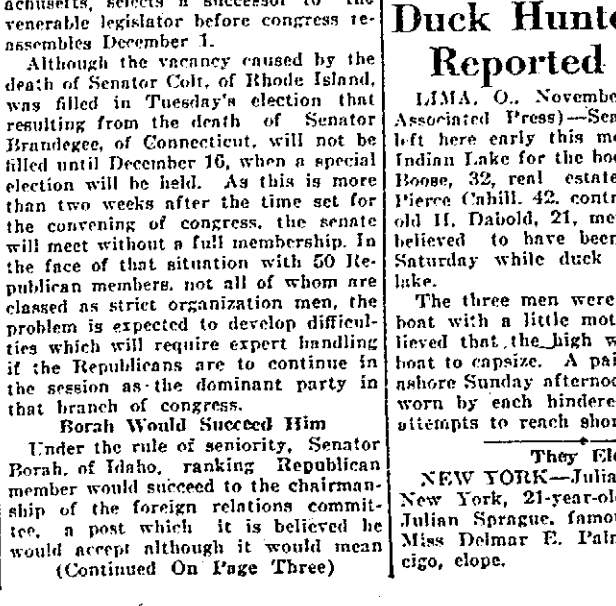 achusetts, selects a successor to the
venerable legislator before congress re-
assembles December 1.
Although the vacancy caused by the
death of Senator Colt, of Rhode Island,
was filled in Tuesday's election that
resulting from the death of Senator
Brandegee, of Connecticut, will not be
filled until December 16, when a special
election will be held. As this is more
than two weeks after the time set for
the convening of congress, the senate
will meet without a full membership. In
the face of that situation with 50 Re-
publican members, not all of whom are
classed as strict organization men, the
problem is expected to develop difficul-
ties which will require expert handling
if the Republicans are to continue in
the session as the dominant party in
that branch of congress.
Borah Would Succeed Him
Under the rule of seniority, Senator
Borah, of Idaho, ranking Republican
member would succeed to the chairman-
ship of the foreign relations commit-
tee, a post which it is believed he
would accept although it would mean
(Continued On Page Three)
Duck Hunte
Reported
LIMA, O., Novembe
Associated Press)—Sea
left here early this mo
Indian Lake for the bod
Boose, 32, real estate
Pierce Cahill, 42, contr
old H. Dabold, 21, me
believed to have been
Saturday while duck
lake.
The three men were
boat with a little mot
lieved that the high w
boat to capsize. A pai
ashore Sunday afternoo
worn by each hindere
attempts to reach shor
They Elo
NEW YORK—Julia
New York, 21-year-old
Julian Sprague, famo
Miss Delmar E. Palm
cigo, elope.